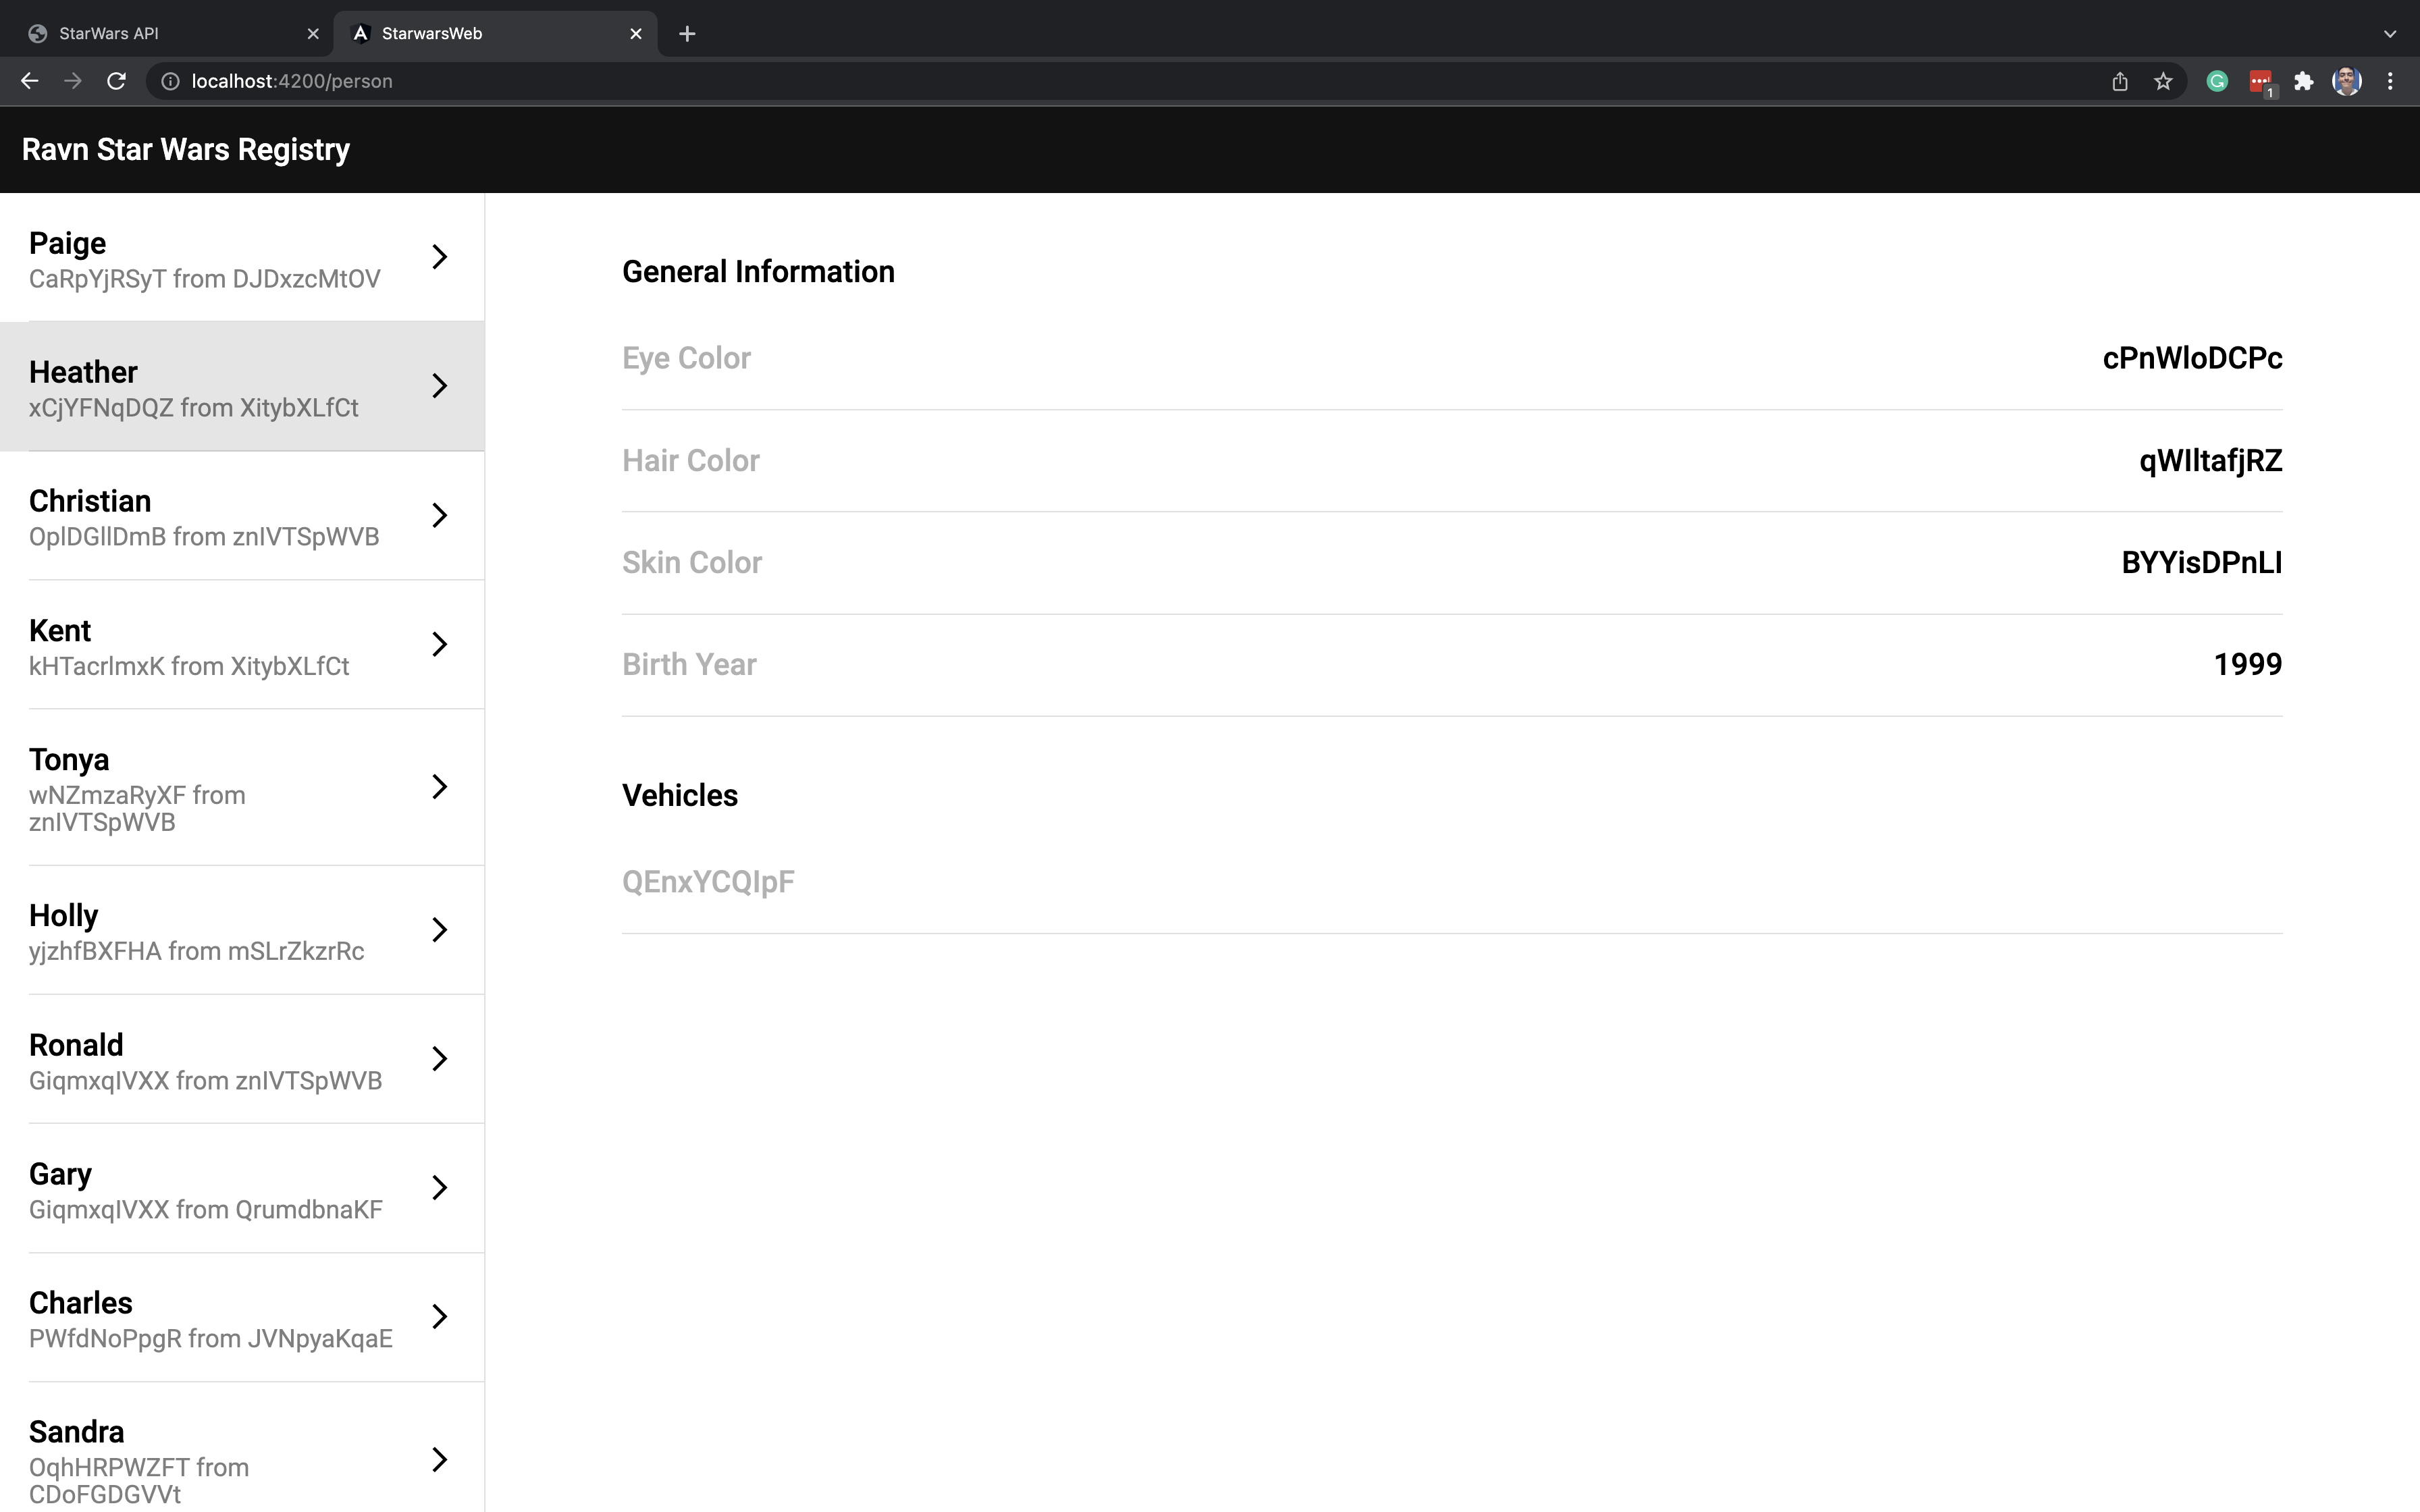 StarWars API
StarwarsWeb
localhost:4200/person
1
Ravn Star Wars Registry
Paige
CaRpYjRSyT from DJDxzcMtOV
Heather
xCjYFNqDQZ from XitybXLfCt
Christian
OplDGllDmB from znIVTSpWVB
Kent
kHTacrlmxK from XitybXLfCt
Tonya
wNZmzaRyXF from
znIVTSpWVB
Holly
yjzhfBXFHA from mSLrZkzrRc
Ronald
GiqmxqIVXX from znIVTSpWVB
Gary
GiqmxqIVXX from QrumdbnaKF
Charles
PWfdNoPpgR from JVNpyaKqaE
Sandra
OqhHRPWZFT from
CDoFGDGVVt
General Information
Eye Color cPnWloDCPc
Hair Color qWIltafjRZ
Skin Color BYYisDPnLI
Birth Year 1999
Vehicles
QEnxYCQIpF